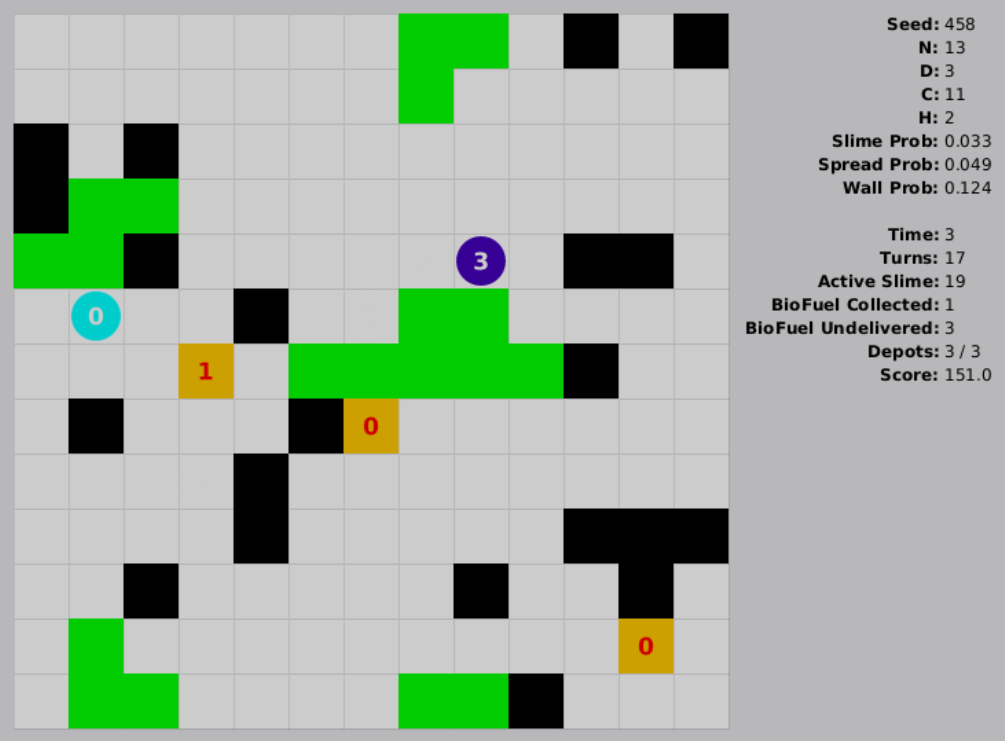 Seed: 458
N: 13
D: 3
C: 11
H: 2
Slime Prob: 0.033
Spread Prob: 0.049
Wall Prob: 0.124
Time: 3
3
Turns: 17
Active Slime: 19
BioFuel Collected: 1
0
BioFuel Undelivered: 3
Depots: 3 / 3
1
Score: 151.0
0
0